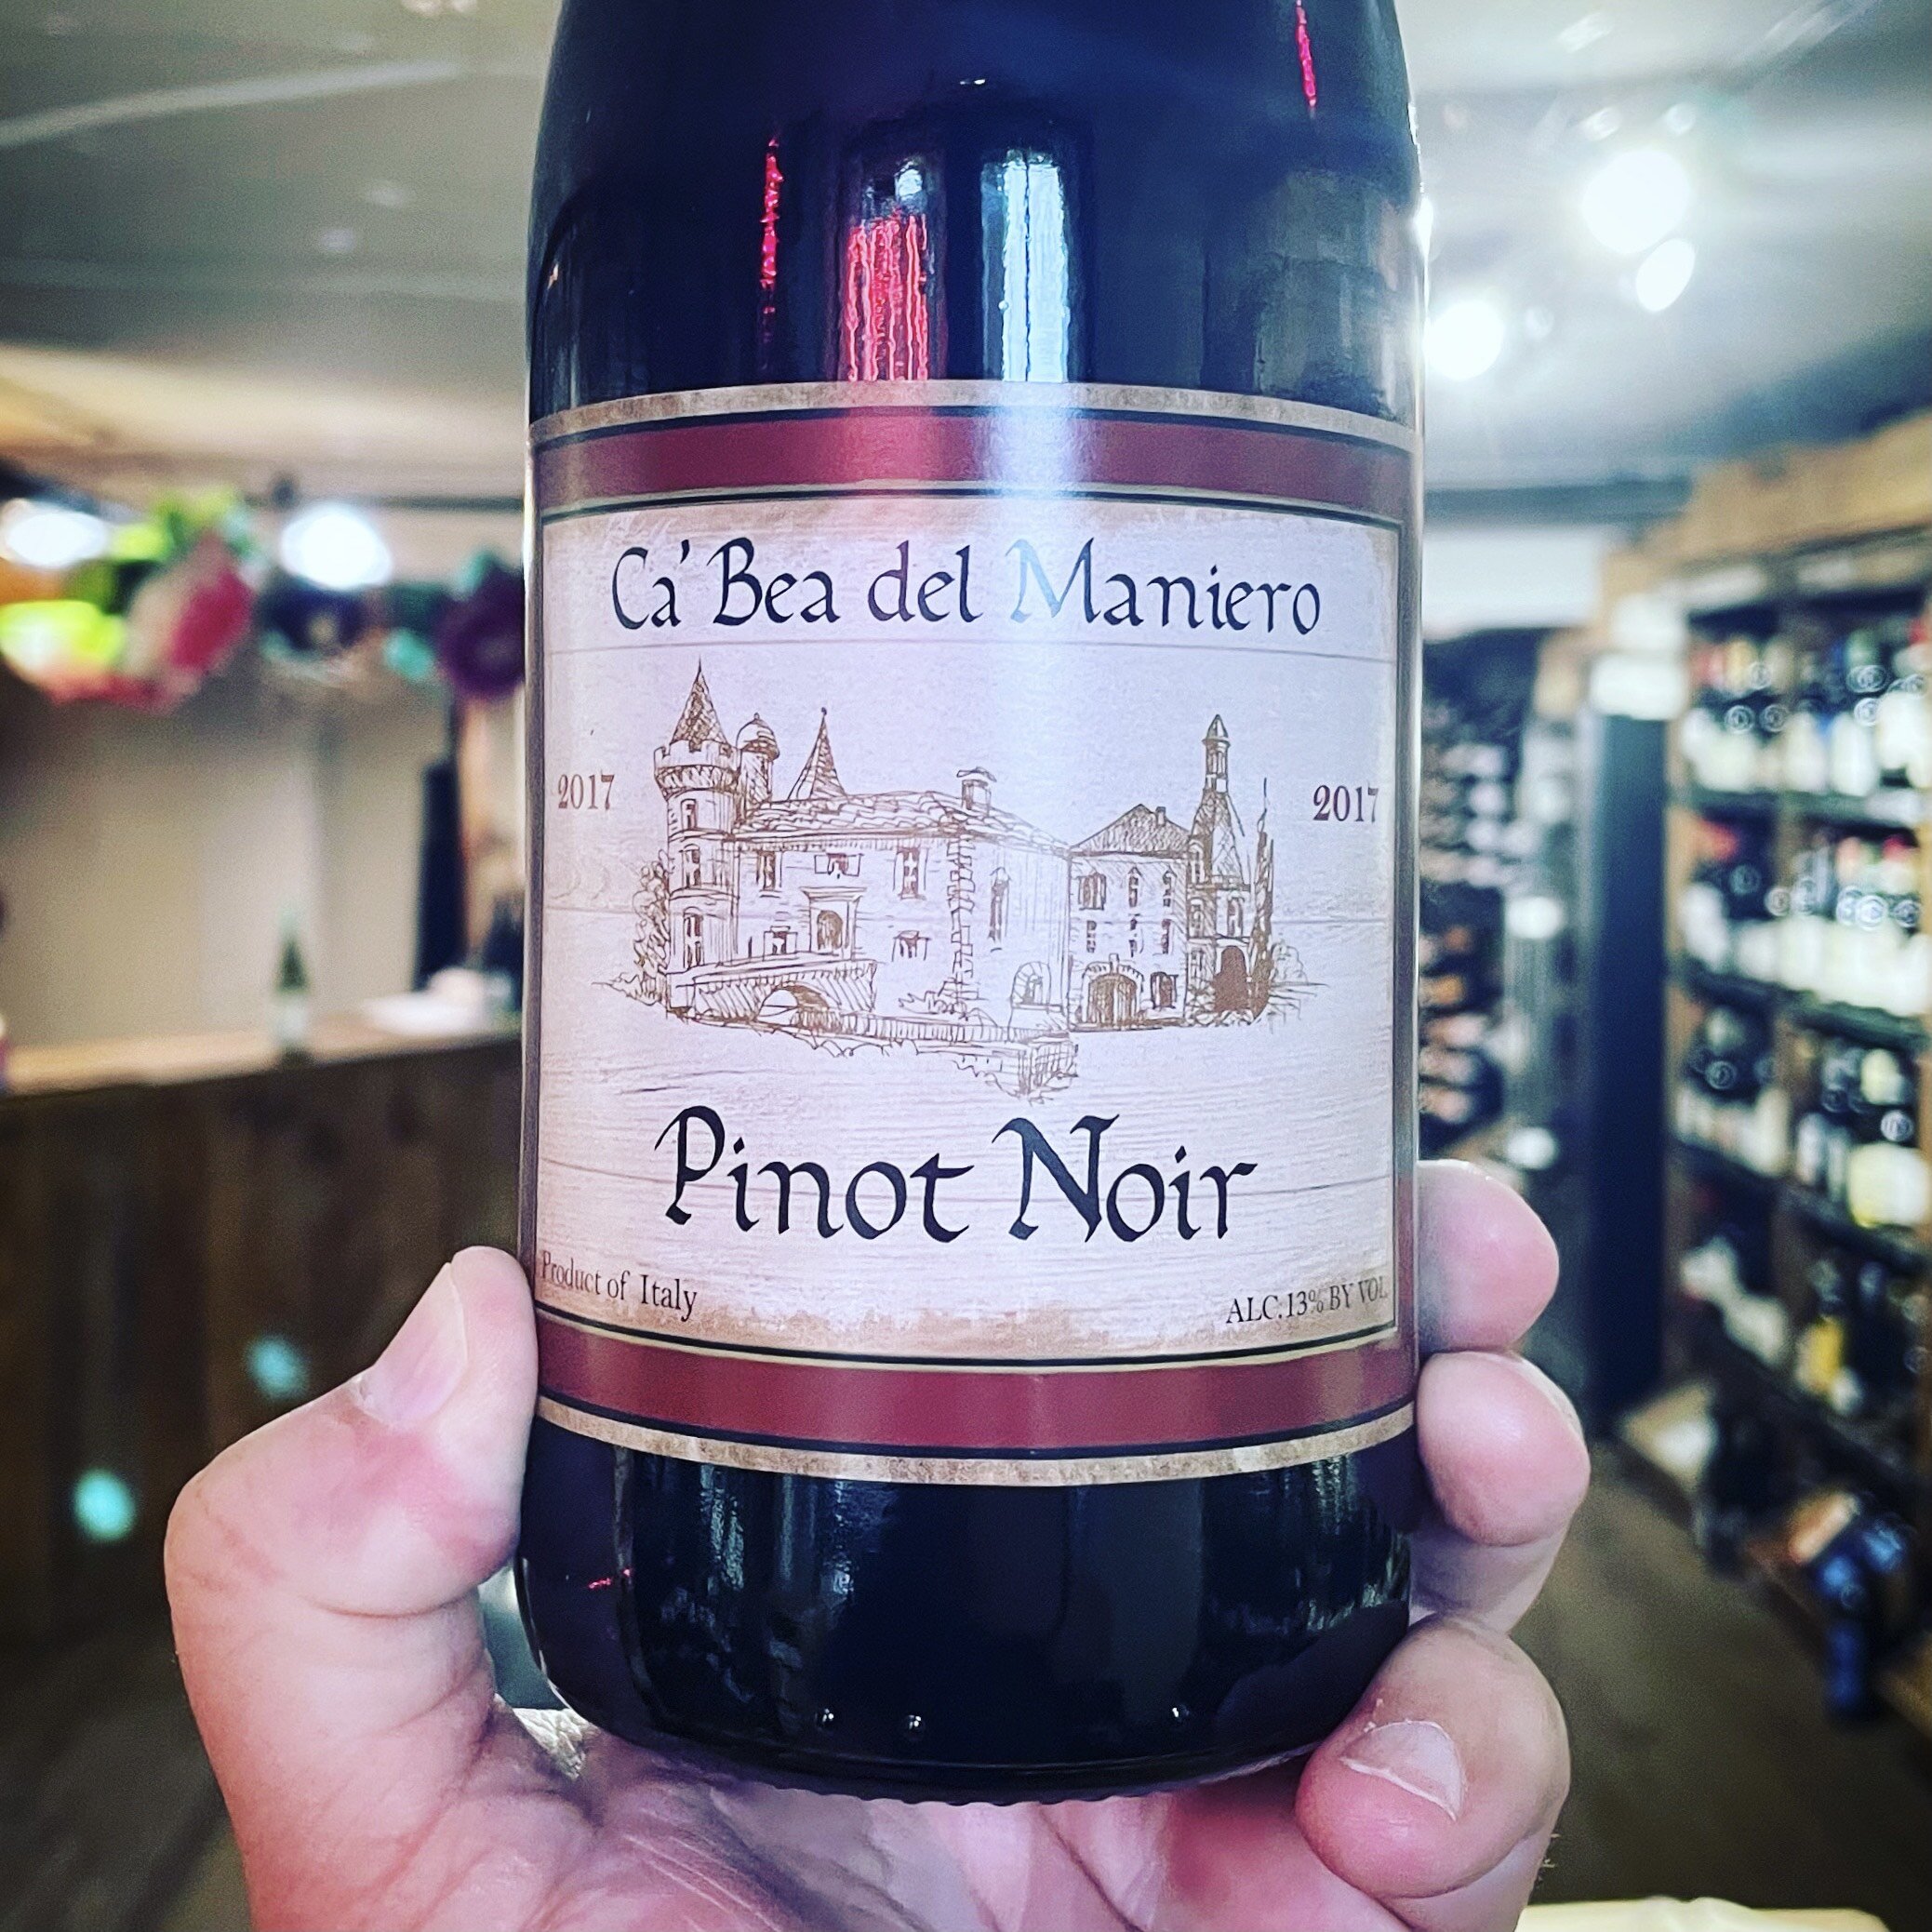 Ca' Bea del Maniero
2017 2017
Pinot Noir
Product of Italy ALC.13% BY VOL